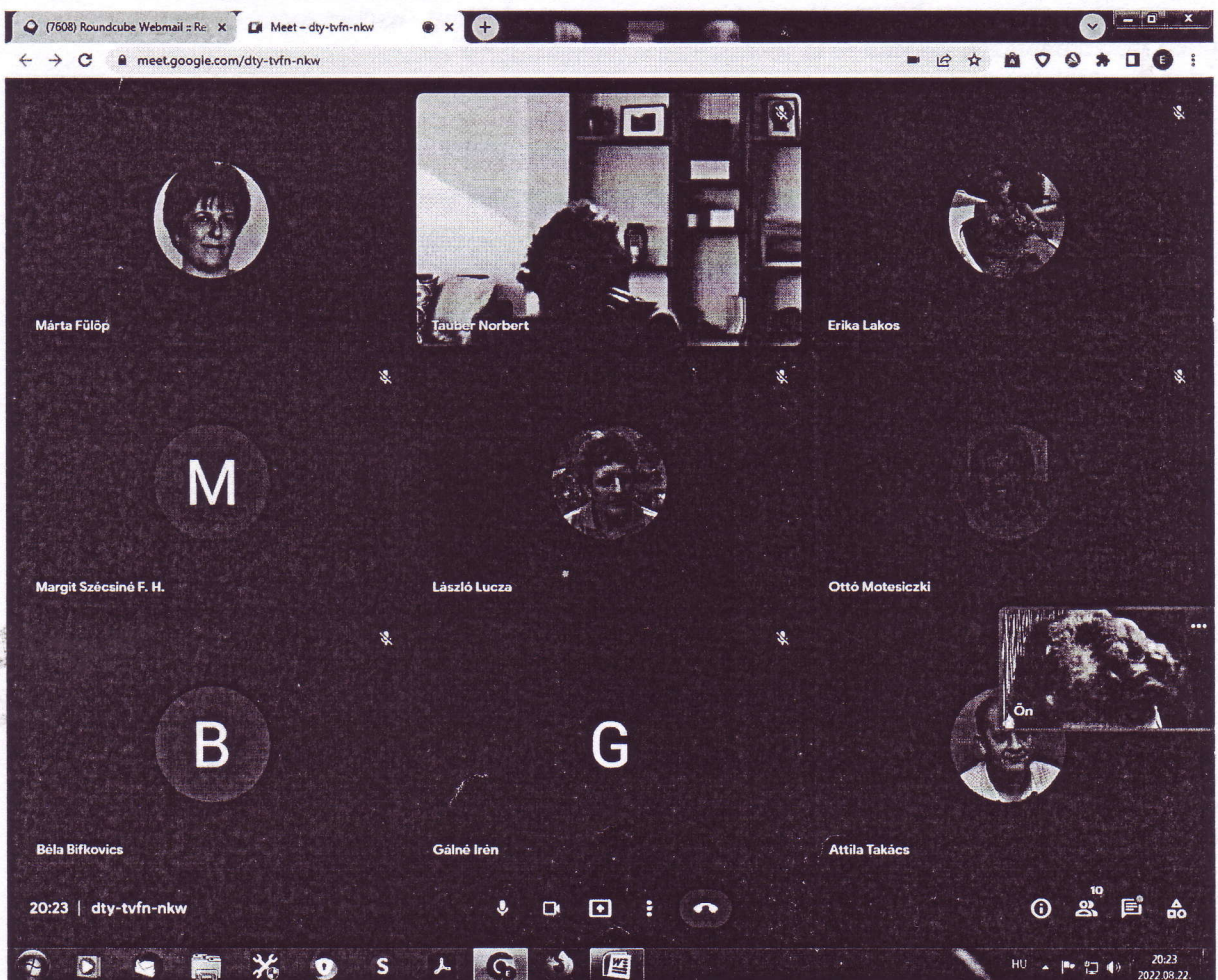 (7608) Roundcube Webmail :: Re
Meet – dty-tvfn-nkw
meet.google.com/dty-tvfn-nkw
E
Márta Fülöp
Tauber Norbert
Erika Lakos
M
Margit Szécsiné F. H.
László Lucza
Ottó Motesiczki
B
Béla Bifkovics
G
Gálné Irén
Ön
Attila Takács
20:23 | dty-tvfn-nkw
10
S
HU
20:23
2022.08.22.